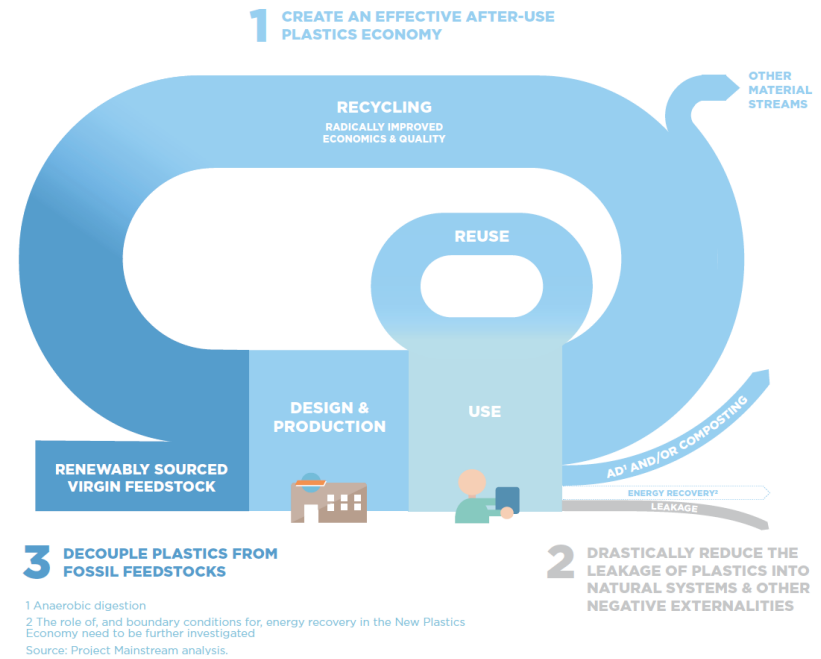 1 CREATE AN EFFECTIVE AFTER-USE
PLASTICS ECONOMY
OTHER
MATERIAL
STREAMS
RECYCLING
RADICALLY IMPROVED
ECONOMICS & QUALITY
REUSE
DESIGN &
PRODUCTION
USE
AD¹ AND/OR COMPOSTING
RENEWABLY SOURCED
VIRGIN FEEDSTOCK
ENERGY RECOVERY²
LEAKAGE
3 DECOUPLE PLASTICS FROM
FOSSIL FEEDSTOCKS
2 DRASTICALLY REDUCE THE
LEAKAGE OF PLASTICS INTO
NATURAL SYSTEMS & OTHER
NEGATIVE EXTERNALITIES
1 Anaerobic digestion
2 The role of, and boundary conditions for, energy recovery in the New Plastics
Economy need to be further investigated
Source: Project Mainstream analysis.